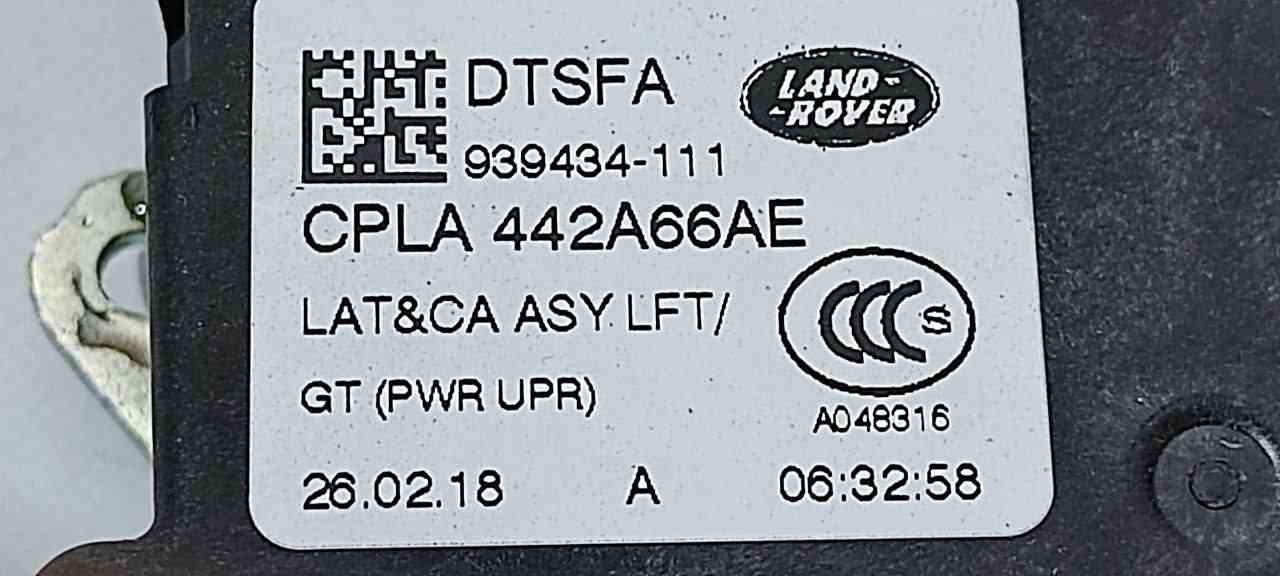 DTSFA
LAND-
-ROVER
939434-111
CPLA 442A66AE
LAT&CA ASY LFT/
GT (PWR UPR)
CCC S
A048316
26.02.18 A 06:32:58